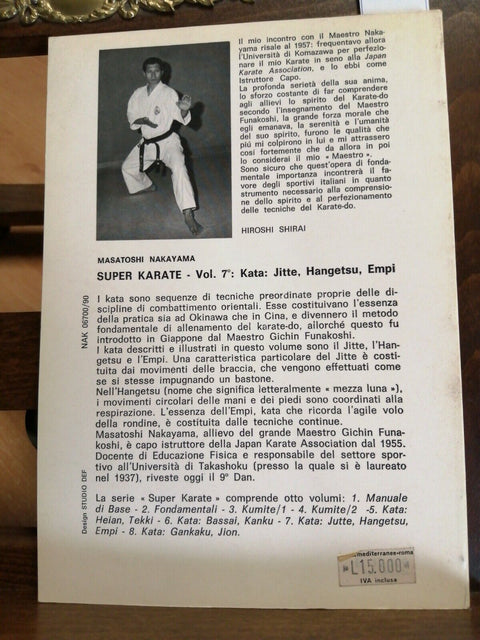 Il mio incontro con il Maestro Naka-
yama risale al 1957: frequentavo allora
l'Università di Komazawa per perfezio-
nare il mio Karate in seno alla Japan
Karate Association, e lo ebbi come
Istruttore Capo.
La profonda serietà della sua anima,
lo sforzo costante di far comprendere
agli allievi lo spirito del Karate-do
secondo l'insegnamento del Maestro
Funakoshi, la grande forza morale che
egli emanava, la serenità e l'umanità
del suo spirito, furono le qualità che
più mi colpirono in lui e mi attrassero
così fortemente che da allora in poi
lo considerai il mio « Maestro ».
Sono sicuro che quest'opera di fonda-
mentale importanza incontrerà il fa-
vore degli sportivi italiani in quanto
strumento necessario alla comprensio-
ne dello spirito e al perfezionamento
delle tecniche del Karate-do.
HIROSHI SHIRAI
MASATOSHI NAKAYAMA
SUPER KARATE - Vol. 7°: Kata: Jitte, Hangetsu, Empi
I kata sono sequenze di tecniche preordinate proprie delle di-
scipline di combattimento orientali. Esse costituivano l'essenza
della pratica sia ad Okinawa che in Cina, e divennero il metodo
fondamentale di allenamento del karate-do, allorché questo fu
introdotto in Giappone dal Maestro Gichin Funakoshi.
I kata descritti e illustrati in questo volume sono il Jitte, l'Han-
getsu e l'Empi. Una caratteristica particolare del Jitte è costi-
tuita dai movimenti delle braccia, che vengono effettuati come
se si stesse impugnando un bastone.
Nell'Hangetsu (nome che significa letteralmente « mezza luna »),
i movimenti circolari delle mani e dei piedi sono coordinati alla
respirazione. L'essenza dell'Empi, kata che ricorda l'agile volo
della rondine, è costituita dalle tecniche continue.
Masatoshi Nakayama, allievo del grande Maestro Gichin Funa-
koshi, è capo istruttore della Japan Karate Association dal 1955.
Docente di Educazione Fisica e responsabile del settore spor-
tivo all'Università di Takashoku (presso la quale si è laureato
nel 1937), riveste oggi il 9° Dan.
La serie « Super Karate » comprende otto volumi: 1. Manuale
di Base - 2. Fondamentali - 3. Kumite/1 - 4. Kumite/2 -5. Kata:
Heian, Tekki - 6. Kata: Bassai, Kanku - 7. Kata: Jutte, Hangetsu,
Empi - 8. Kata: Gankaku, Jion.
NAK 06700/90
Design STUDIO DEF
mediterranee-roma
L15.000
IVA inclusa